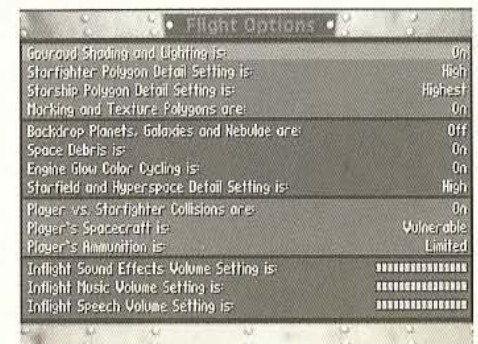 Flight Options
Gouraud Shading and Lighting is: On
Starfighter Polygon Detail Setting is: High
Starship Polygon Detail Setting is: Highest
Marking and Texture Polygons are: On
Backdrop Planets, Galaxies and Nebulae are: Off
Space Debris is: On
Engine Glow Color Cycling is: On
Starfield and Hyperspace Detail Setting is: High
Player vs. Starfighter Collisions are: On
Player's Spacecraft is: Vulnerable
Player's Ammunition is: Limited
Inflight Sound Effects Volume Setting is:
Inflight Music Volume Setting is:
Inflight Speech Volume Setting is: